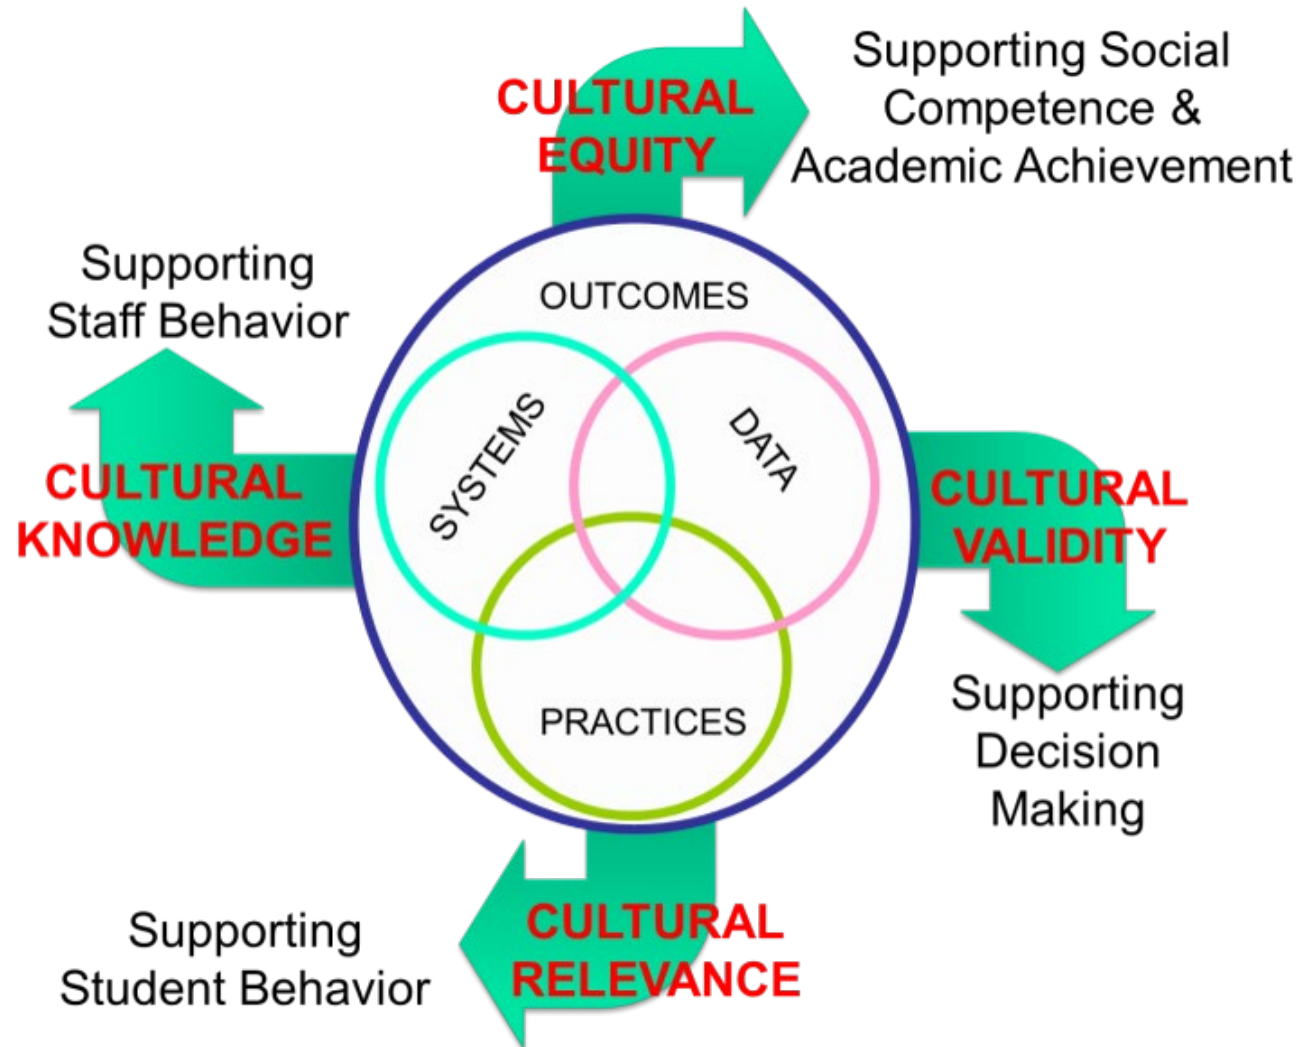 CULTURAL
EQUITY
Supporting Social
Competence &
Academic Achievement
Supporting
Staff Behavior
OUTCOMES
SYSTEMS
DATA
CULTURAL
KNOWLEDGE
CULTURAL
VALIDITY
PRACTICES
Supporting
Decision
Making
CULTURAL
RELEVANCE
Supporting
Student Behavior